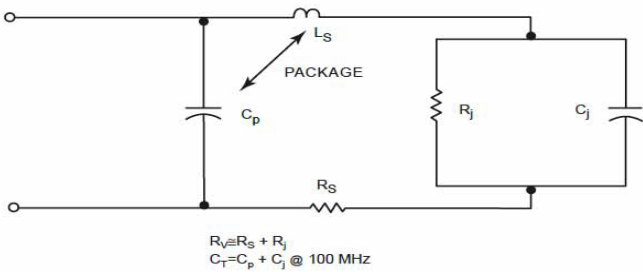 L_S
PACKAGE
C_p
R_j
C_j
R_S
R_V≅R_S + R_j
C_T=C_p + C_j @ 100 MHz